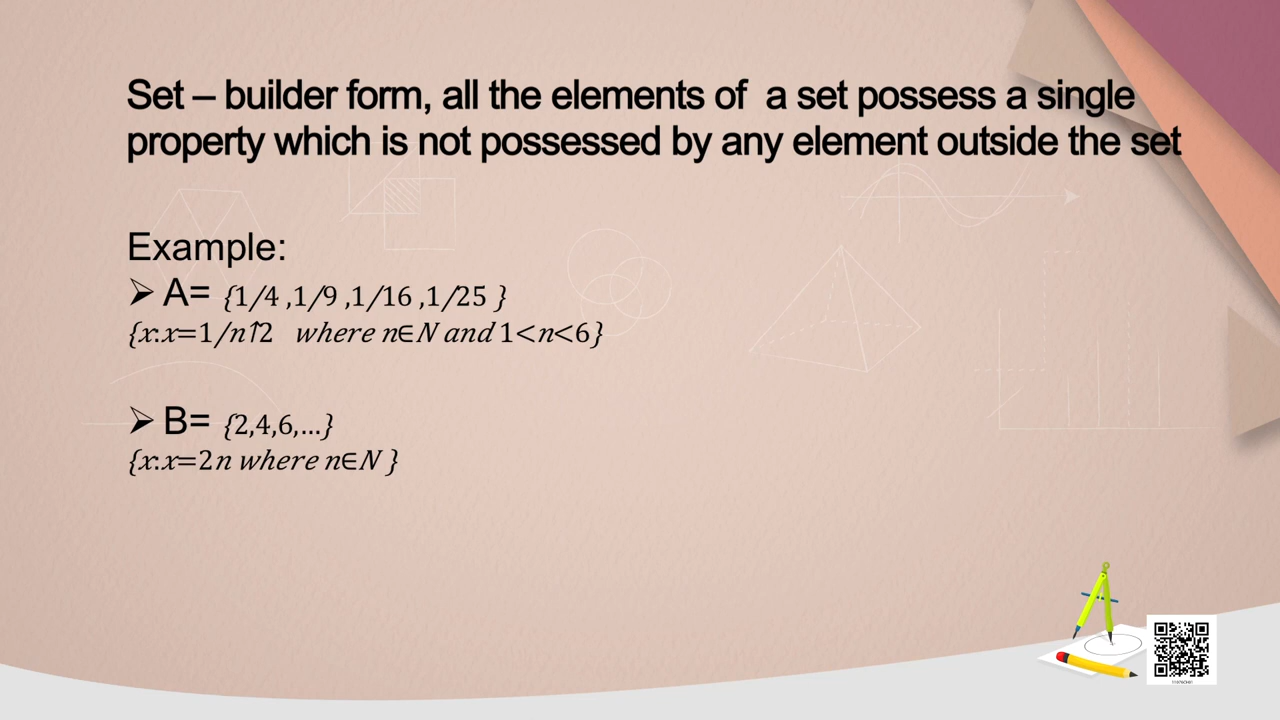 Set – builder form, all the elements of a set possess a single
property which is not possessed by any element outside the set
Example:
➢ A= {1/4 ,1/9 ,1/16 ,1/25 }
{x:x=1/n↑2 where n∈N and 1<n<6}
➢ B= {2,4,6,…}
{x:x=2n where n∈N }